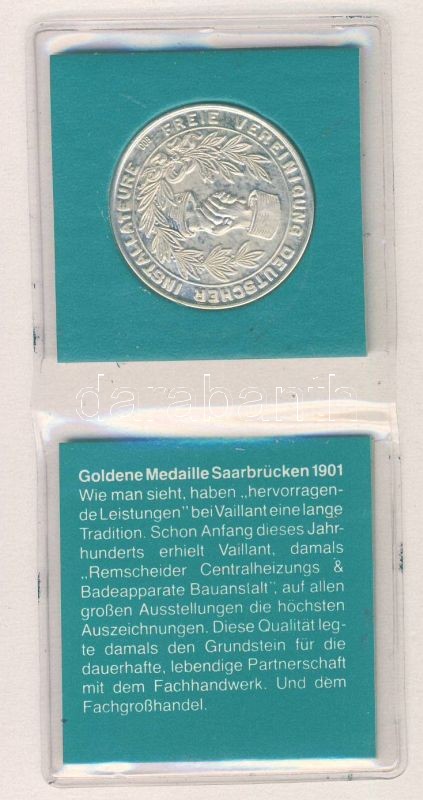 FREIE VEREINIGUNG DEUTSCHER INSTALLATEURE
darabanth
Goldene Medaille Saarbrücken 1901
Wie man sieht, haben „hervorragen-
de Leistungen" bei Vaillant eine lange
Tradition. Schon Anfang dieses Jahr-
hunderts erhielt Vaillant, damals
„Remscheider Centralheizungs &
Badeapparate Bauanstalt", auf allen
großen Ausstellungen die höchsten
Auszeichnungen. Diese Qualität leg-
te damals den Grundstein für die
dauerhafte, lebendige Partnerschaft
mit dem Fachhandwerk. Und dem
Fachgroßhandel.